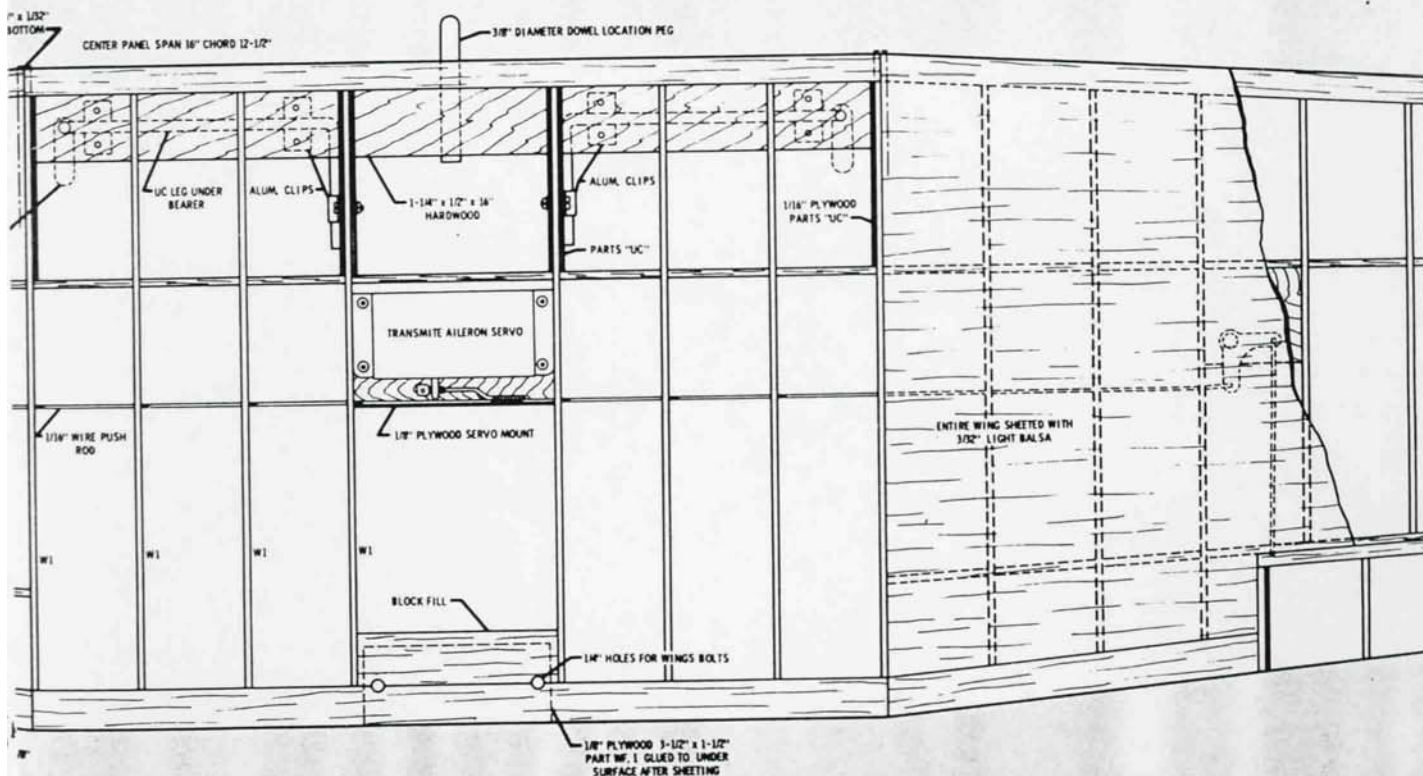 " x 1/32"
BOTTOM
CENTER PANEL SPAN 16" CHORD 12-1/2"
3/8" DIAMETER DOWEL LOCATION PEG
UC LEG UNDER
BEARER
ALUM. CLIPS
1-1/4" x 1/2" x 16"
HARDWOOD
ALUM. CLIPS
PARTS "UC"
1/16" PLYWOOD
PARTS "UC"
TRANSMITE AILERON SERVO
1/16" WIRE PUSH
ROD
1/8" PLYWOOD SERVO MOUNT
ENTIRE WING SHEETED WITH
3/32" LIGHT BALSA
W1
W1
W1
W1
BLOCK FILL
1/4" HOLES FOR WINGS BOLTS
1/8" PLYWOOD 3-1/2" x 1-1/2"
PART WF. 1 GLUED TO UNDER
SURFACE AFTER SHEETING